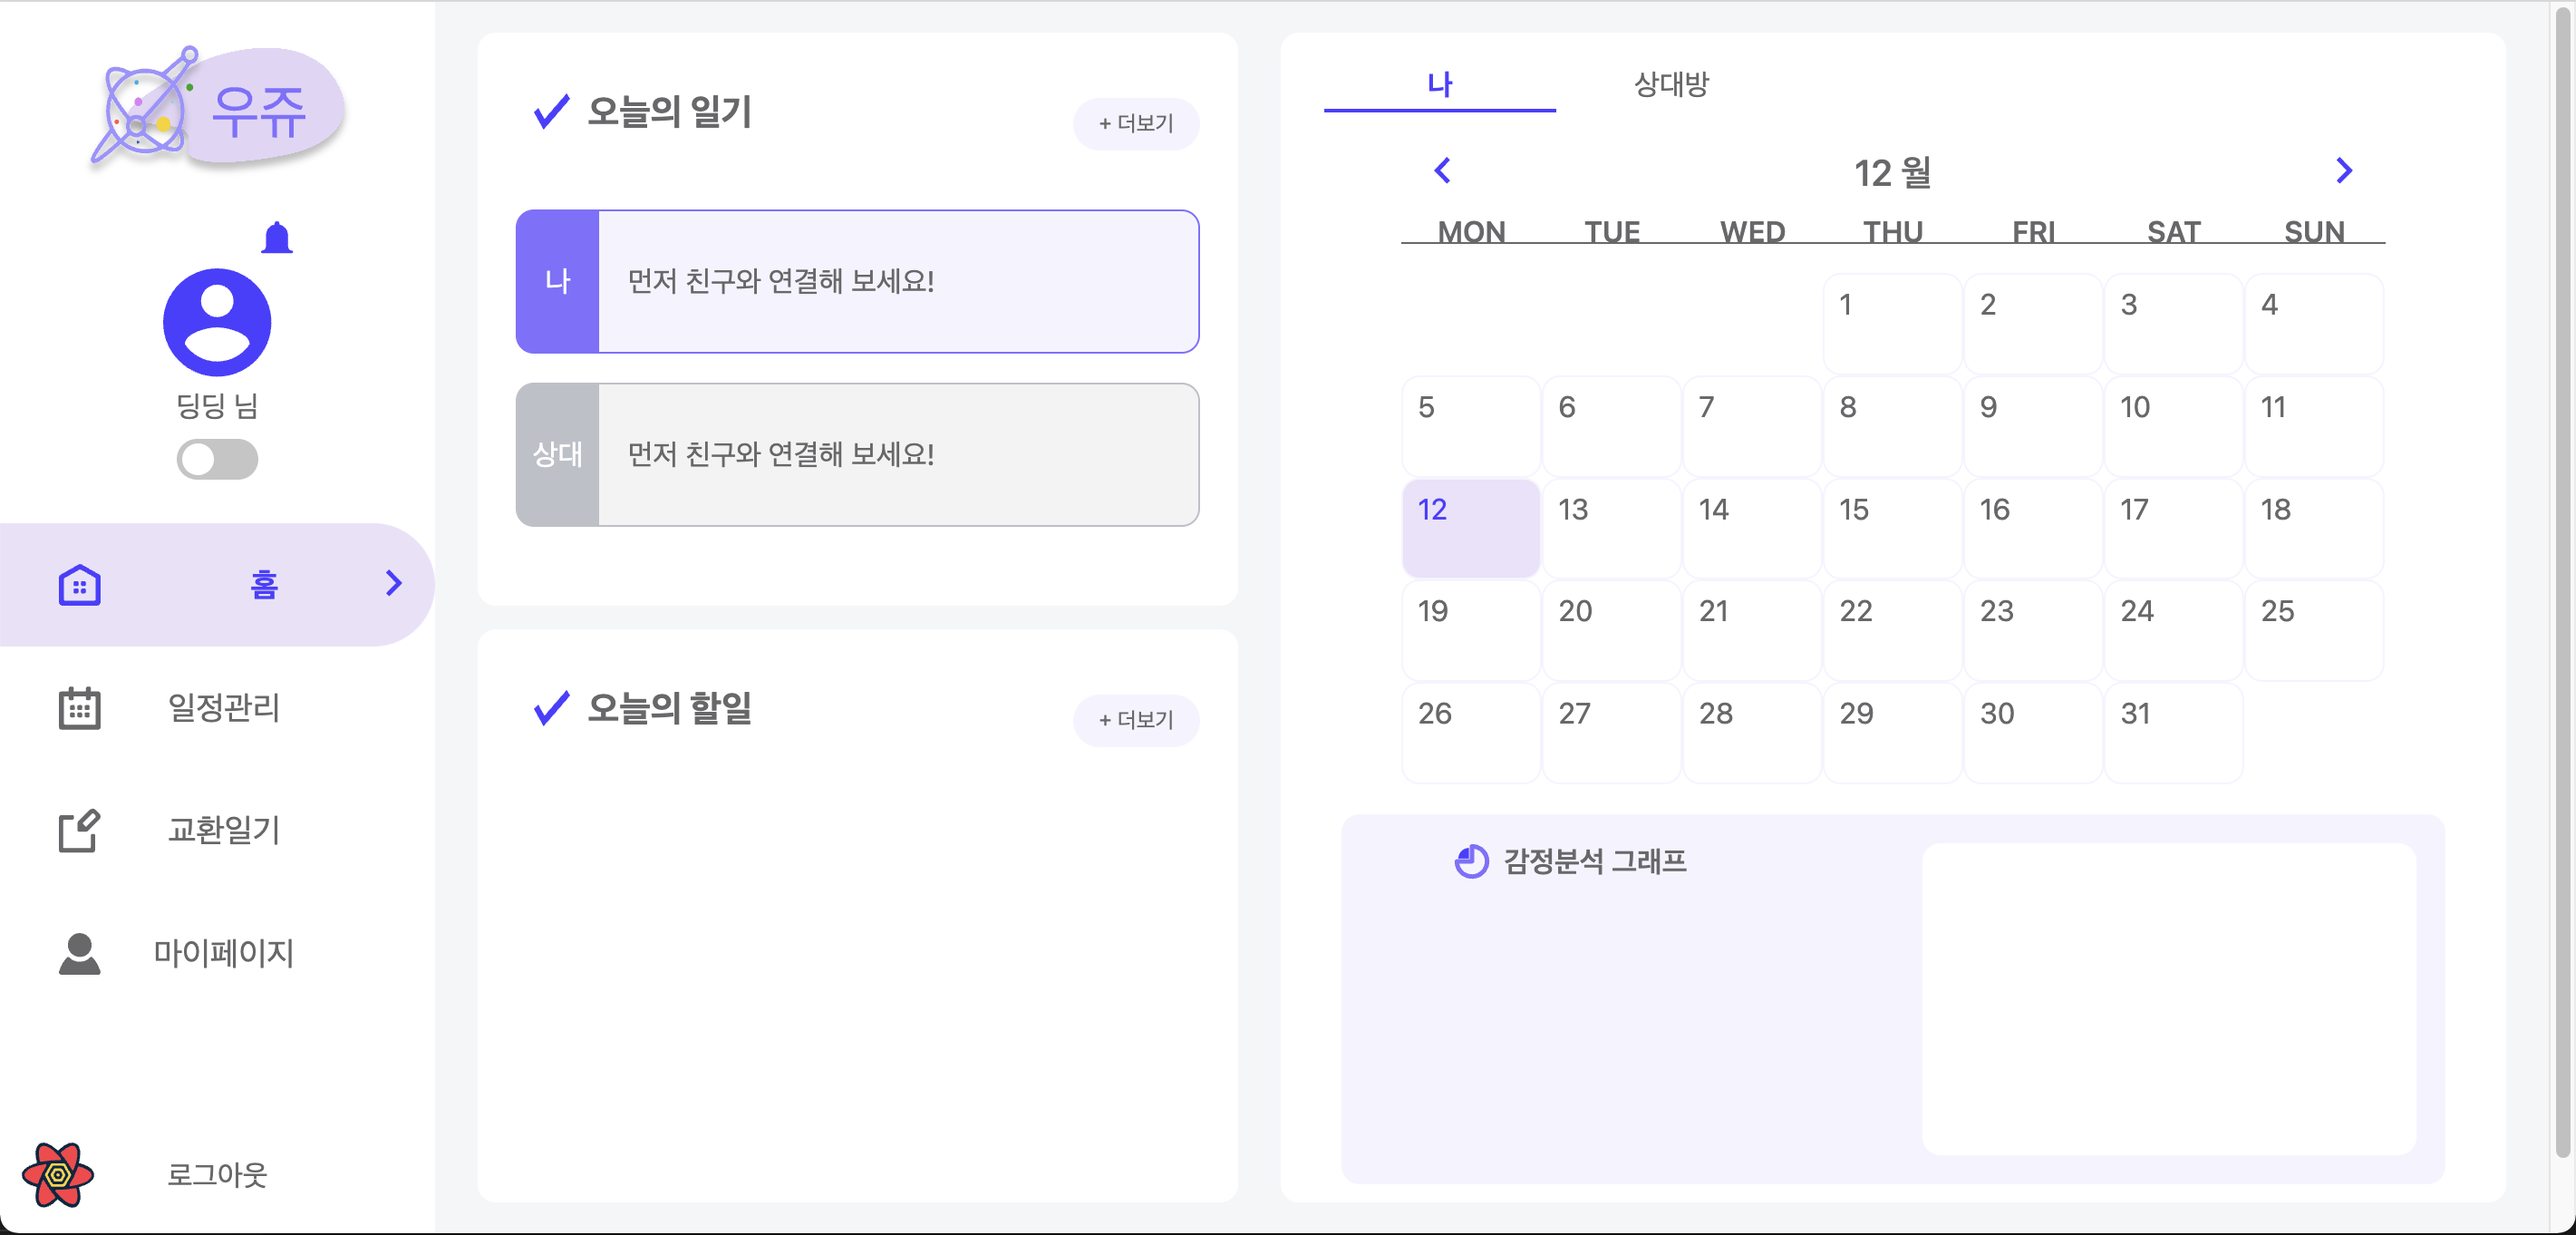 우쥬
딩딩 님
홈
일정관리
교환일기
마이페이지
로그아웃
오늘의 일기
+ 더보기
나
먼저 친구와 연결해 보세요!
상대
먼저 친구와 연결해 보세요!
오늘의 할일
+ 더보기
나 상대방
12 월
MON TUE WED THU FRI SAT SUN
1 2 3 4
5 6 7 8 9 10 11
12 13 14 15 16 17 18
19 20 21 22 23 24 25
26 27 28 29 30 31
감정분석 그래프